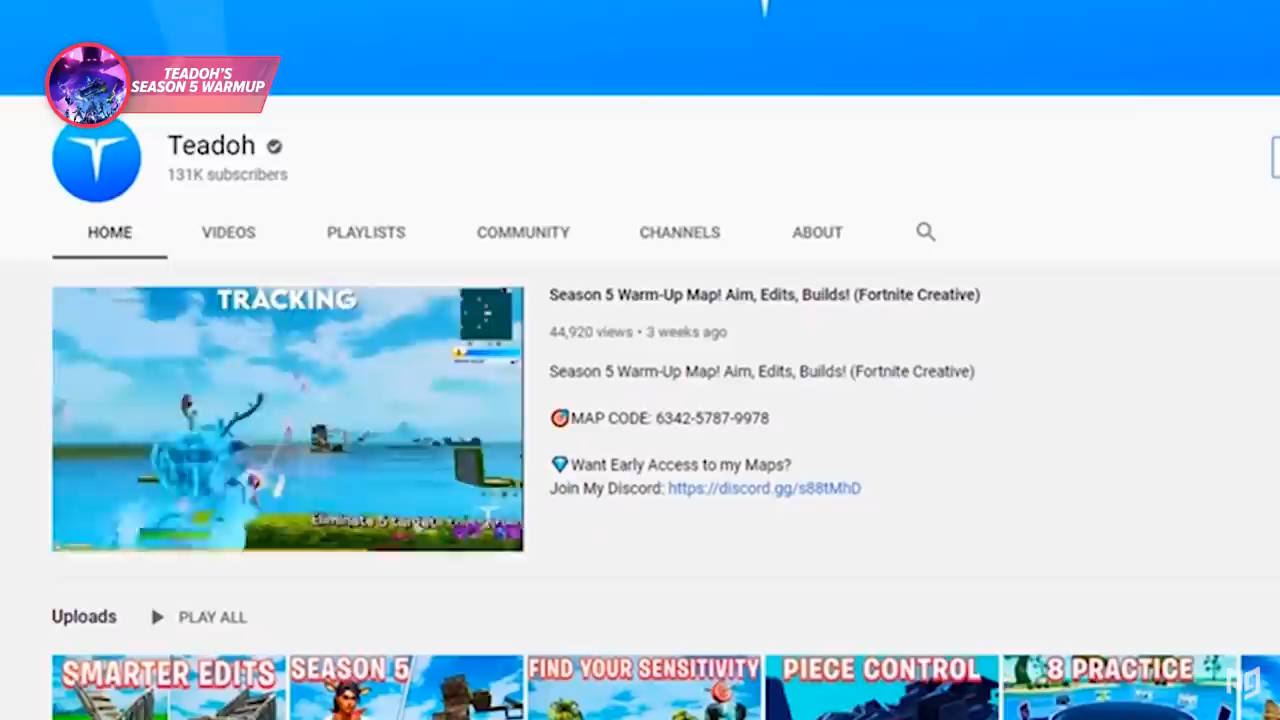 TEADOH'S
SEASON 5 WARMUP
Teadoh
131K subscribers
HOME
VIDEOS
PLAYLISTS
COMMUNITY
CHANNELS
ABOUT
TRACKING
Eliminate 5
Season 5 Warm-Up Map! Aim, Edits, Builds! (Fortnite Creative)
44,920 views • 3 weeks ago
Season 5 Warm-Up Map! Aim, Edits, Builds! (Fortnite Creative)
MAP CODE: 6342-5787-9978
Want Early Access to my Maps?
Join My Discord: https://discord.gg/s88tMhD
Uploads
PLAY ALL
SMARTER EDITS
SEASON 5
FIND YOUR SENSITIVITY
PIECE CONTROL
8 PRACTICE